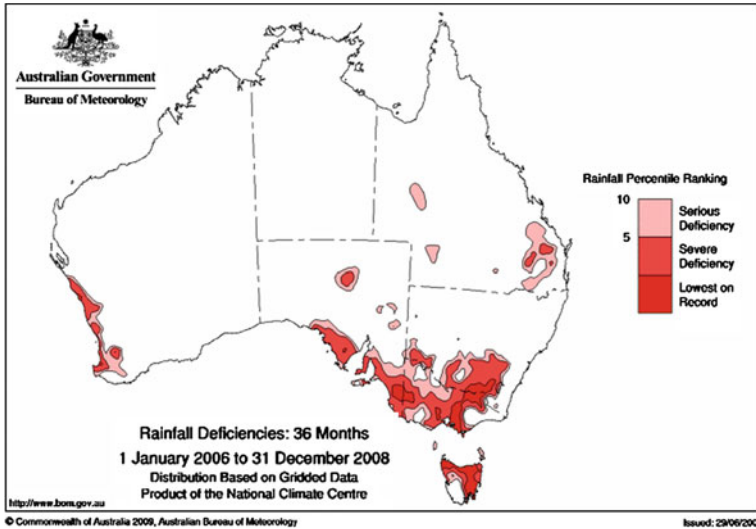 Australian Government
Bureau of Meteorology
Rainfall Percentile Ranking
10
Serious
Deficiency
5
Severe
Deficiency
Lowest on
Record
Rainfall Deficiencies: 36 Months
1 January 2006 to 31 December 2008
Distribution Based on Gridded Data
Product of the National Climate Centre
http://www.bom.gov.au
© Commonwealth of Australia 2009, Australian Bureau of Meteorology
Issued: